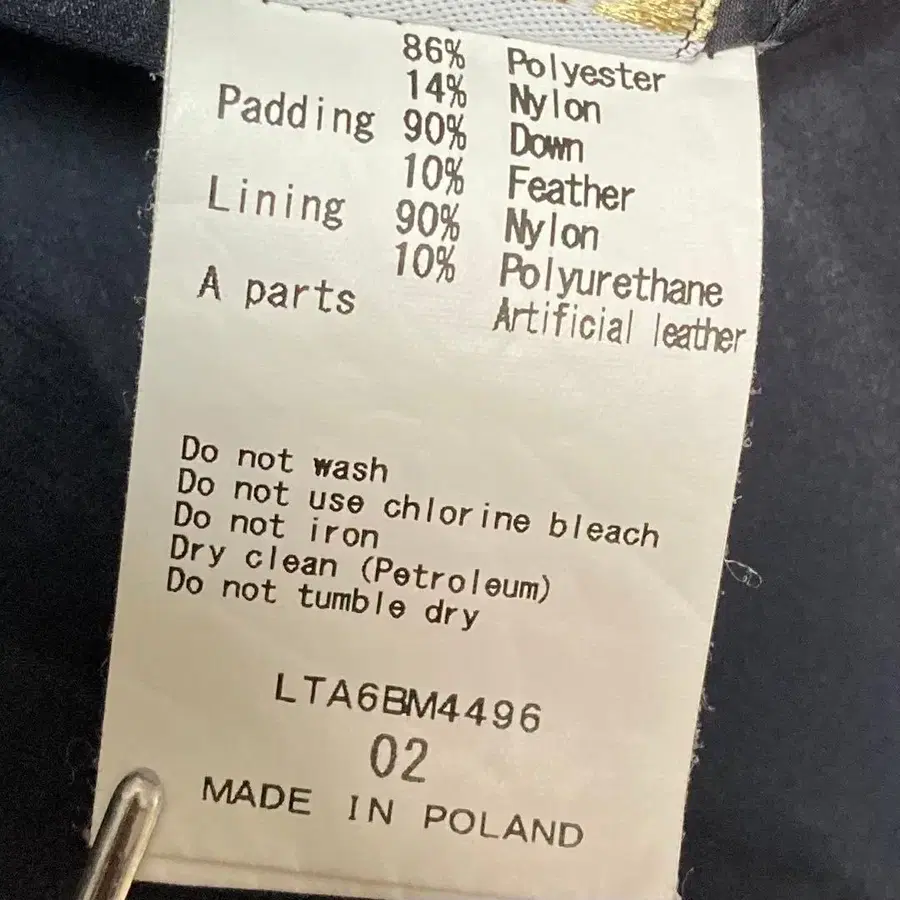 86% Polyester
14% Nylon
Padding 90% Down
10% Feather
Lining 90% Nylon
10% Polyurethane
A parts Artificial leather
Do not wash
Do not use chlorine bleach
Do not iron
Dry clean (Petroleum)
Do not tumble dry
LTA6BM4496
02
MADE IN POLAND